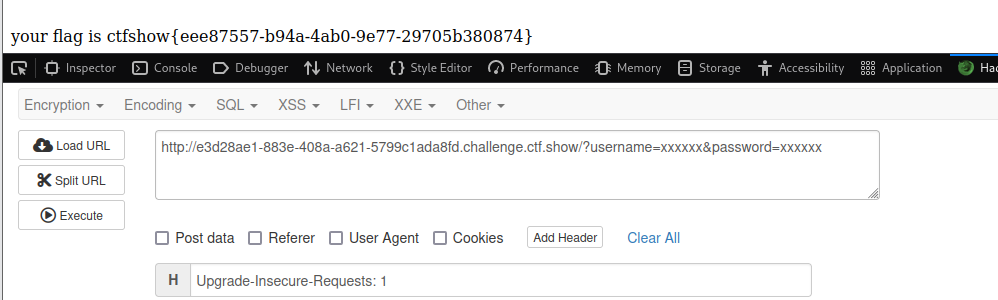 your flag is ctfshow{eee87557-b94a-4ab0-9e77-29705b380874}
Inspector Console Debugger Network {} Style Editor Performance Memory Storage Accessibility Application Hac
Encryption Encoding SQL XSS LFI XXE Other
Load URL
http://e3d28ae1-883e-408a-a621-5799c1ada8fd.challenge.ctf.show/?username=xxxxxx&password=xxxxxx
Split URL
Execute
Post data Referer User Agent Cookies Add Header Clear All
H Upgrade-Insecure-Requests: 1